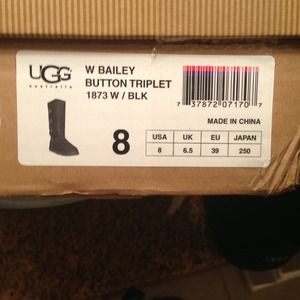 UGG
australia
W BAILEY
BUTTON TRIPLET
1873 W / BLK
7 37872 07170 7
MADE IN CHINA
8
USA UK EU JAPAN
8 6.5 39 250